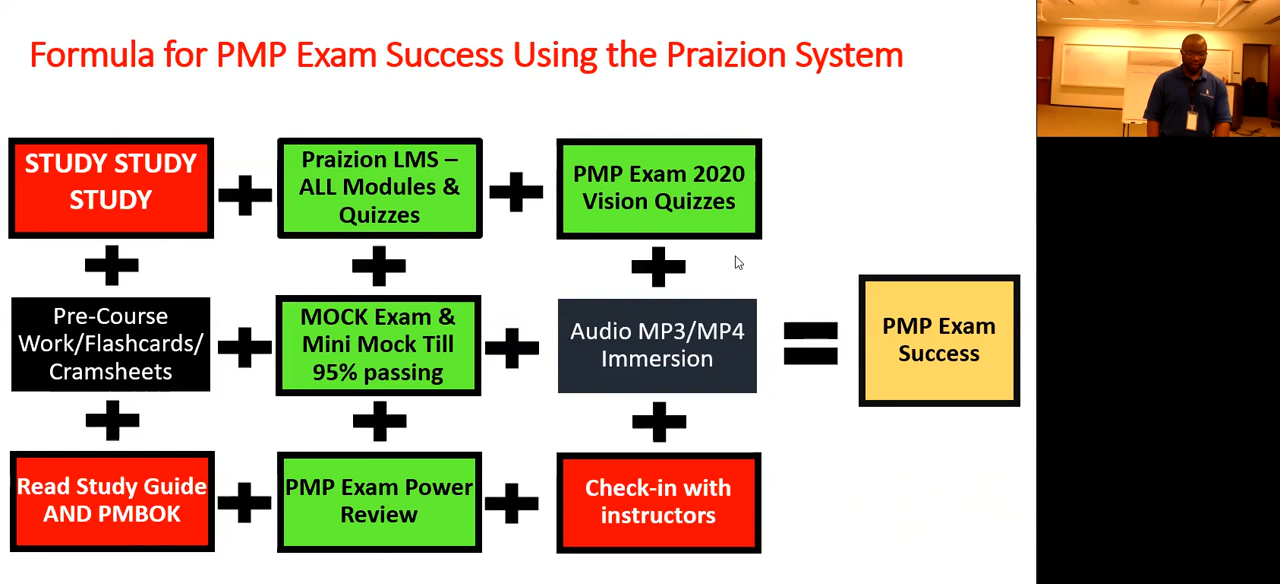 Formula for PMP Exam Success Using the Praizion System
STUDY STUDY
STUDY
Praizion LMS –
ALL Modules &
Quizzes
PMP Exam 2020
Vision Quizzes
Pre-Course
Work/Flashcards/
Cramsheets
MOCK Exam &
Mini Mock Till
95% passing
Audio MP3/MP4
Immersion
PMP Exam
Success
Read Study Guide
AND PMBOK
PMP Exam Power
Review
Check-in with
instructors